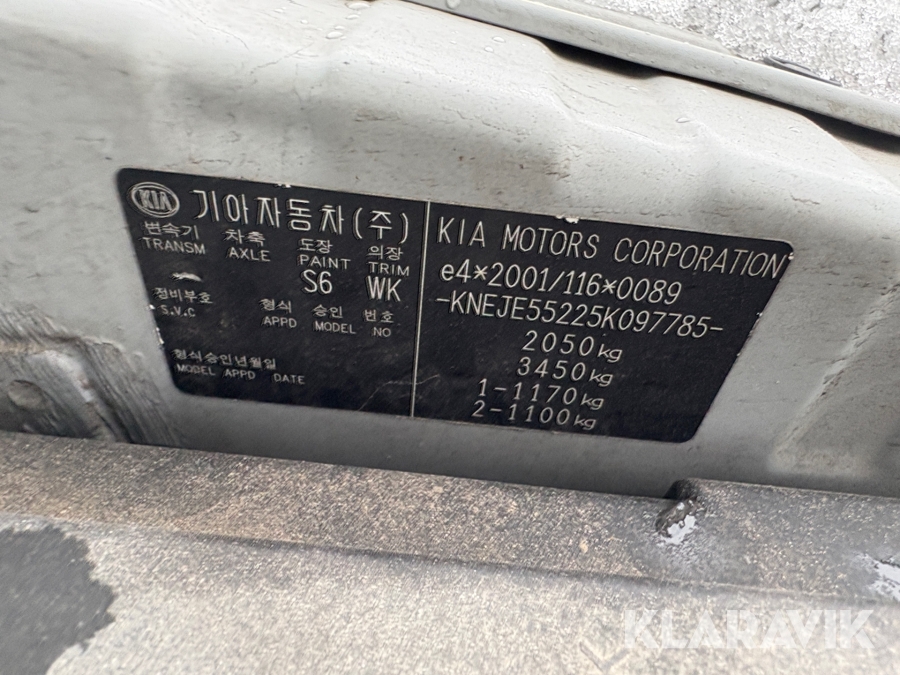 KIA 기아자동차(주)
변속기 차축 도장 의장
TRANSM AXLE PAINT TRIM
S6 WK
정비부호 형식 승인 번호
S.V.C APPD MODEL NO
형식승인년월일
MODEL APPD DATE
KIA MOTORS CORPORATION
e4*2001/116*0089
-KNEJE55225K097785-
2050kg
3450kg
1-1170kg
2-1100kg
KLARAVIK